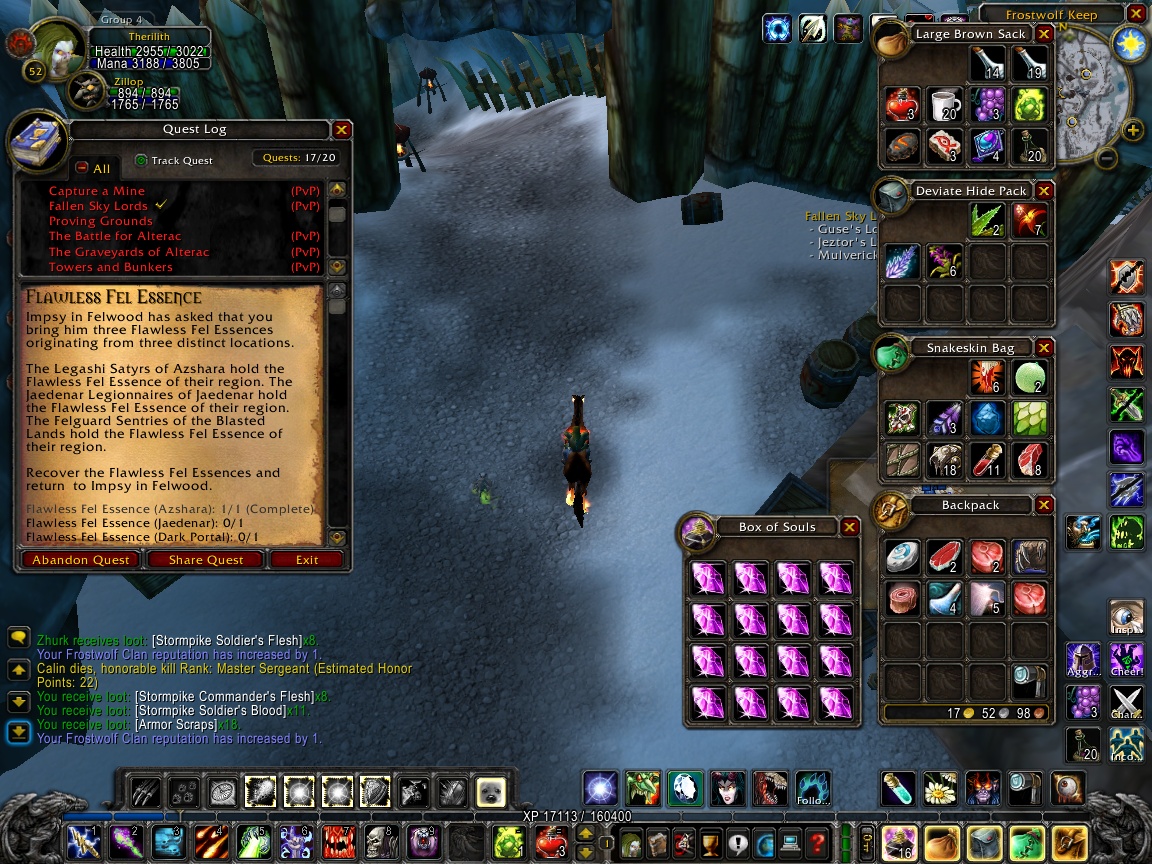 Group 4
Therilith
Health 2955 / 3022
Mana 3188 / 3805
52
Zillop
894 / 894
1765 / 1765
Quest Log
All
Track Quest
Quests: 17/20
Capture a Mine (PvP)
Fallen Sky Lords (PvP)
Proving Grounds
The Battle for Alterac (PvP)
The Graveyards of Alterac (PvP)
Towers and Bunkers (PvP)
Flawless Fel Essence
Impsy in Felwood has asked that you
bring him three Flawless Fel Essences
originating from three distinct locations.
The Legashi Satyrs of Azshara hold the
Flawless Fel Essence of their region. The
Jaedenar Legionnaires of Jaedenar hold
the Flawless Fel Essence of their region.
The Felguard Sentries of the Blasted
Lands hold the Flawless Fel Essence of
their region.
Recover the Flawless Fel Essences and
return to Impsy in Felwood.
Flawless Fel Essence (Azshara): 1/1 (Complete)
Flawless Fel Essence (Jaedenar): 0/1
Flawless Fel Essence (Dark Portal): 0/1
Abandon Quest
Share Quest
Exit
Zhurk receives loot: [Stormpike Soldier's Flesh]x8.
Your Frostwolf Clan reputation has increased by 1.
Calin dies, honorable kill Rank: Master Sergeant (Estimated Honor
Points: 22)
You receive loot: [Stormpike Commander's Flesh]x8.
You receive loot: [Stormpike Soldier's Blood]x11.
You receive loot: [Armor Scraps]x18.
Your Frostwolf Clan reputation has increased by 1.
Frostwolf Keep
N
Fallen Sky L
- Guse's Lo
- Jeztor's L
- Mulverick
Large Brown Sack
14 19
3 20 3
3 4 20
Deviate Hide Pack
2 7
6
Snakeskin Bag
6 2
3
18 11 8
Backpack
2 2
4 5
17 52 98
Box of Souls
Insp
Aggr...
Cheer!
3
Char...
20
Incd...
Follo...
XP 17113 / 160400
1 2 3 4 5 6 7 8 9
3
1
16